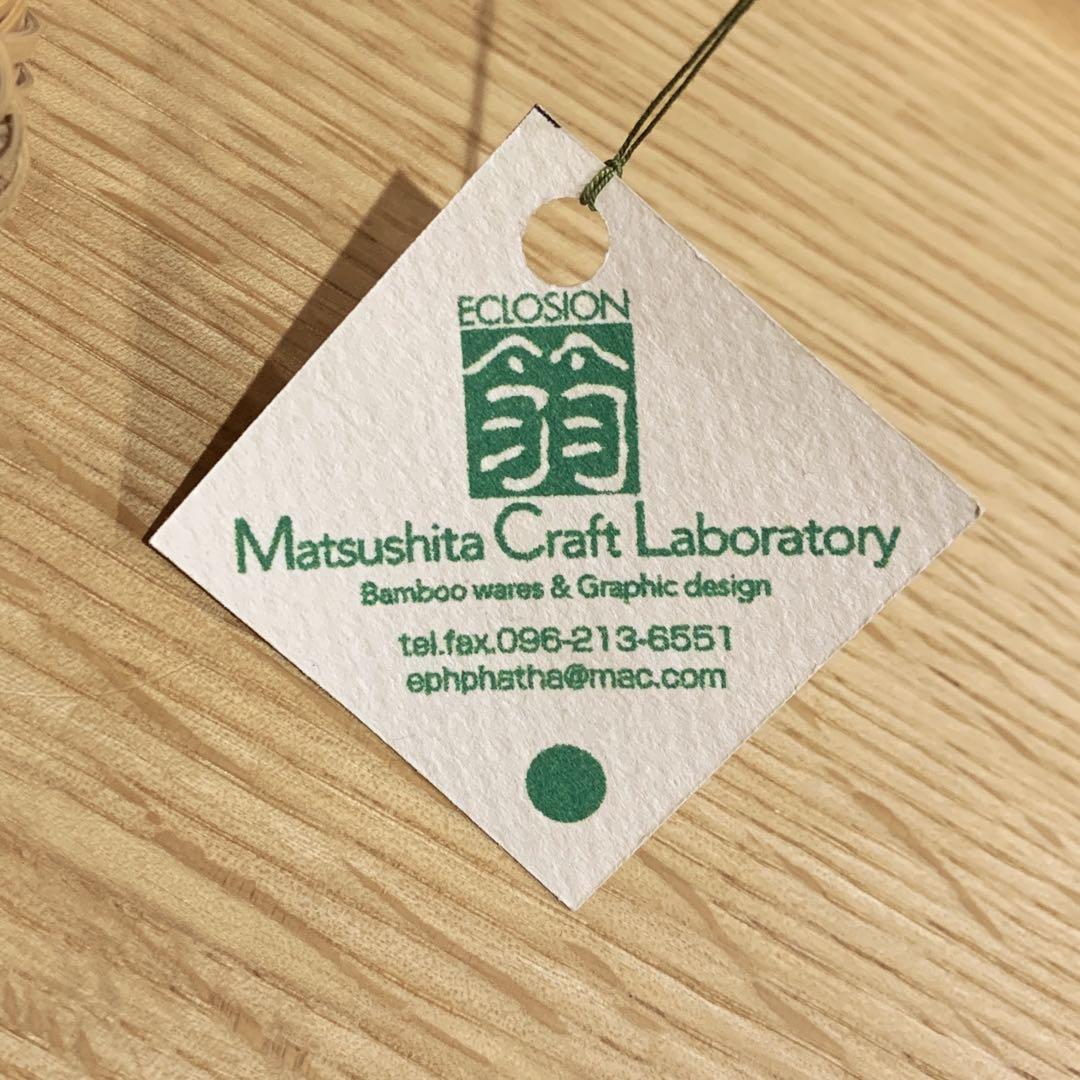 ECLOSION
Matsushita Craft Laboratory
Bamboo wares & Graphic design
tel.fax.096-213-6551
ephphatha@mac.com